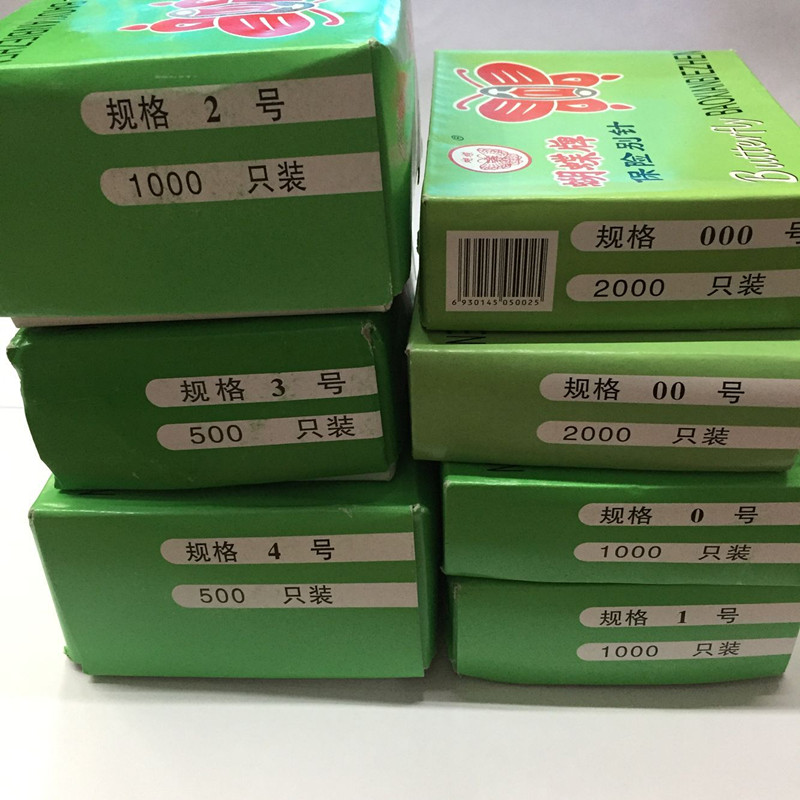 规格 2 号
1000 只装
规格 3 号
500 只装
规格 4 号
500 只装
蝴蝶牌
保险别针
Butterfly
BAOXIANBIEZHEN
®
6 930145 050025
规格 000 号
2000 只装
规格 00 号
2000 只装
规格 0 号
1000 只装
规格 1 号
1000 只装